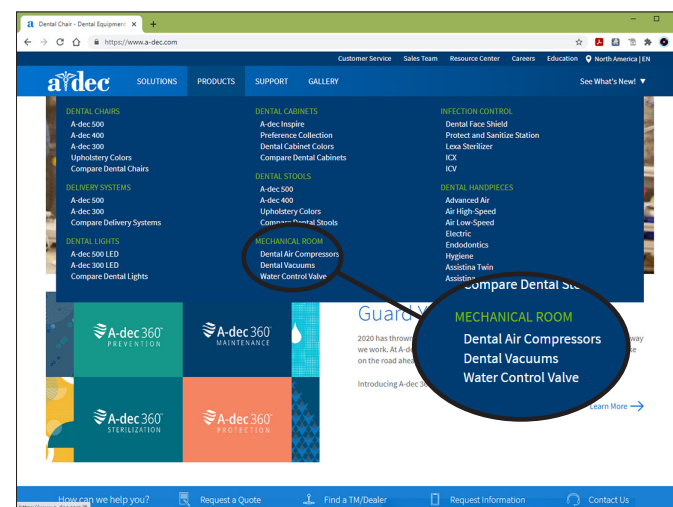 Dental Chair - Dental Equipment
https://www.a-dec.com
Customer Service Sales Team Resource Center Careers Education North America | EN
a-dec SOLUTIONS PRODUCTS SUPPORT GALLERY See What's New!
DENTAL CHAIRS
A-dec 500
A-dec 400
A-dec 300
Upholstery Colors
Compare Dental Chairs
DELIVERY SYSTEMS
A-dec 500
A-dec 300
Compare Delivery Systems
DENTAL LIGHTS
A-dec 500 LED
A-dec 300 LED
Compare Dental Lights
DENTAL CABINETS
A-dec Inspire
Preference Collection
Dental Cabinet Colors
Compare Dental Cabinets
DENTAL STOOLS
A-dec 500
A-dec 400
Upholstery Colors
Compare Dental Stools
MECHANICAL ROOM
Dental Air Compressors
Dental Vacuums
Water Control Valve
INFECTION CONTROL
Dental Face Shield
Protect and Sanitize Station
Lexa Sterilizer
ICX
ICV
DENTAL HANDPIECES
Advanced Air
Air High-Speed
Air Low-Speed
Electric
Endodontics
Hygiene
Assistina Twin
Assistina
Compare Dental
MECHANICAL ROOM
Dental Air Compressors
Dental Vacuums
Water Control Valve
A-dec 360°
PREVENTION
A-dec 360°
MAINTENANCE
A-dec 360°
STERILIZATION
A-dec 360°
PROTECTION
Guard
2020 has thrown way
we work. At A-d
on the road ahea
Introducing A-dec 36
Learn More
How can we help you? Request a Quote Find a TM/Dealer Request Information Contact Us